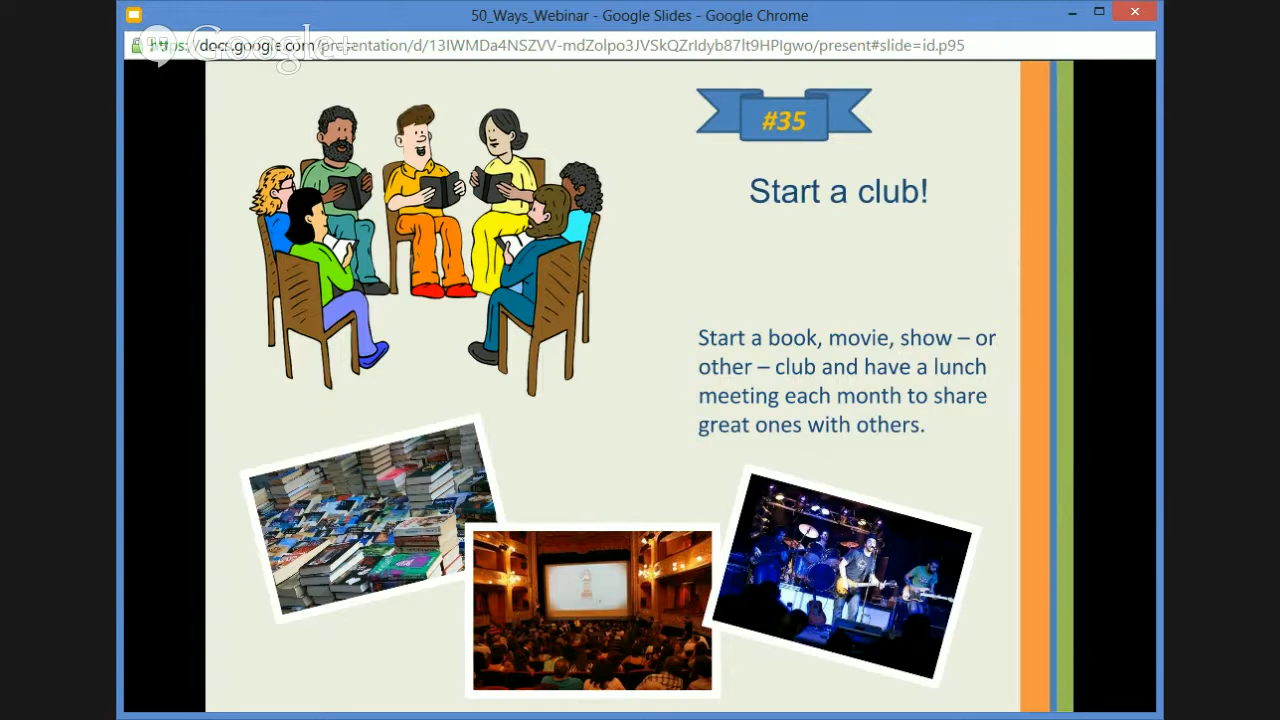 50_Ways_Webinar - Google Slides - Google Chrome
https://docs.google.com/presentation/d/13IWMDa4NSZVV-mdZolpo3JVSkQZrIdyb87lt9HPIgwo/present#slide=id.p95
Google+
#35
Start a club!
Start a book, movie, show – or
other – club and have a lunch
meeting each month to share
great ones with others.